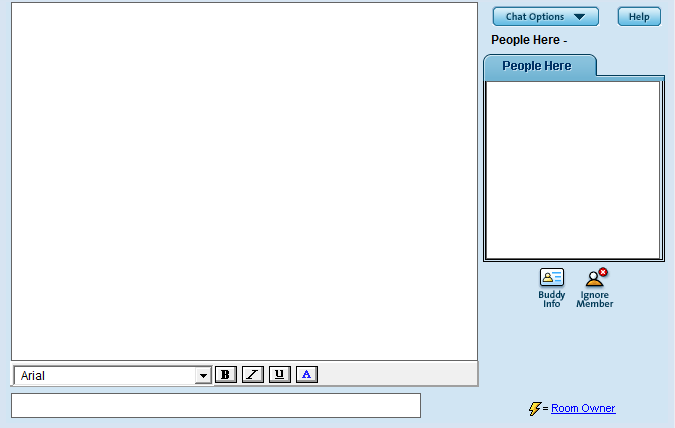 Chat Options
Help
People Here -
People Here
Buddy
Info
Ignore
Member
Arial
B
I
U
A
= Room Owner